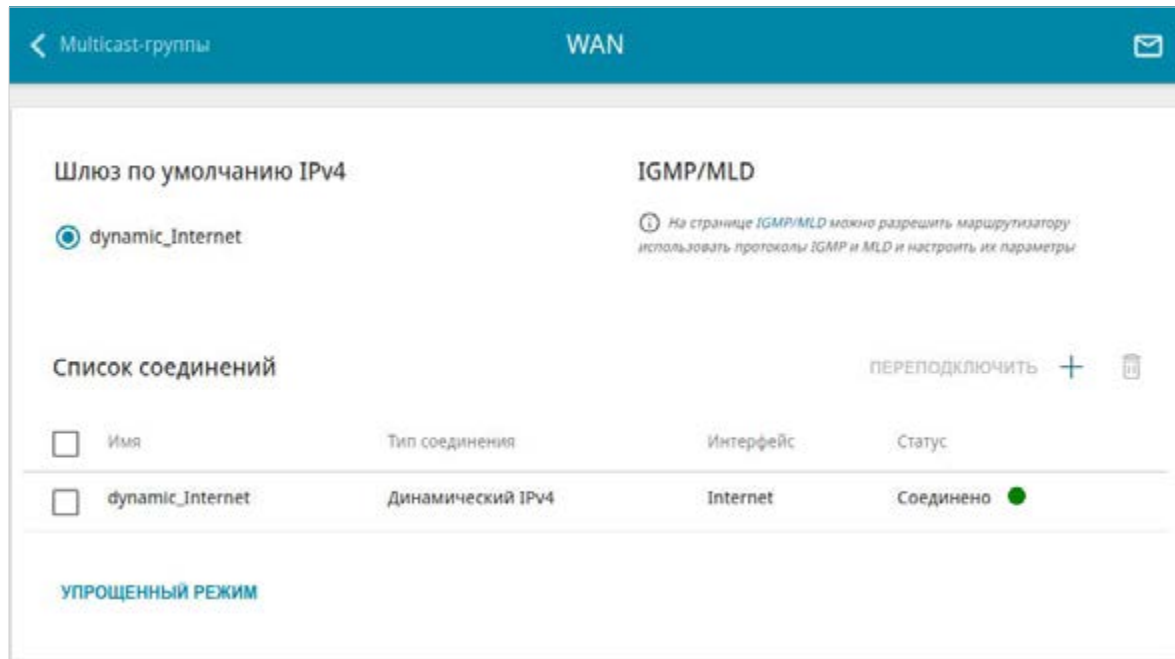 Multicast-группы
WAN
Шлюз по умолчанию IPv4
dynamic_Internet
IGMP/MLD
На странице IGMP/MLD можно разрешить маршрутизатору
использовать протоколы IGMP и MLD и настроить их параметры
Список соединений
ПЕРЕПОДКЛЮЧИТЬ
Имя Тип соединения Интерфейс Статус
dynamic_Internet Динамический IPv4 Internet Соединено
УПРОЩЕННЫЙ РЕЖИМ